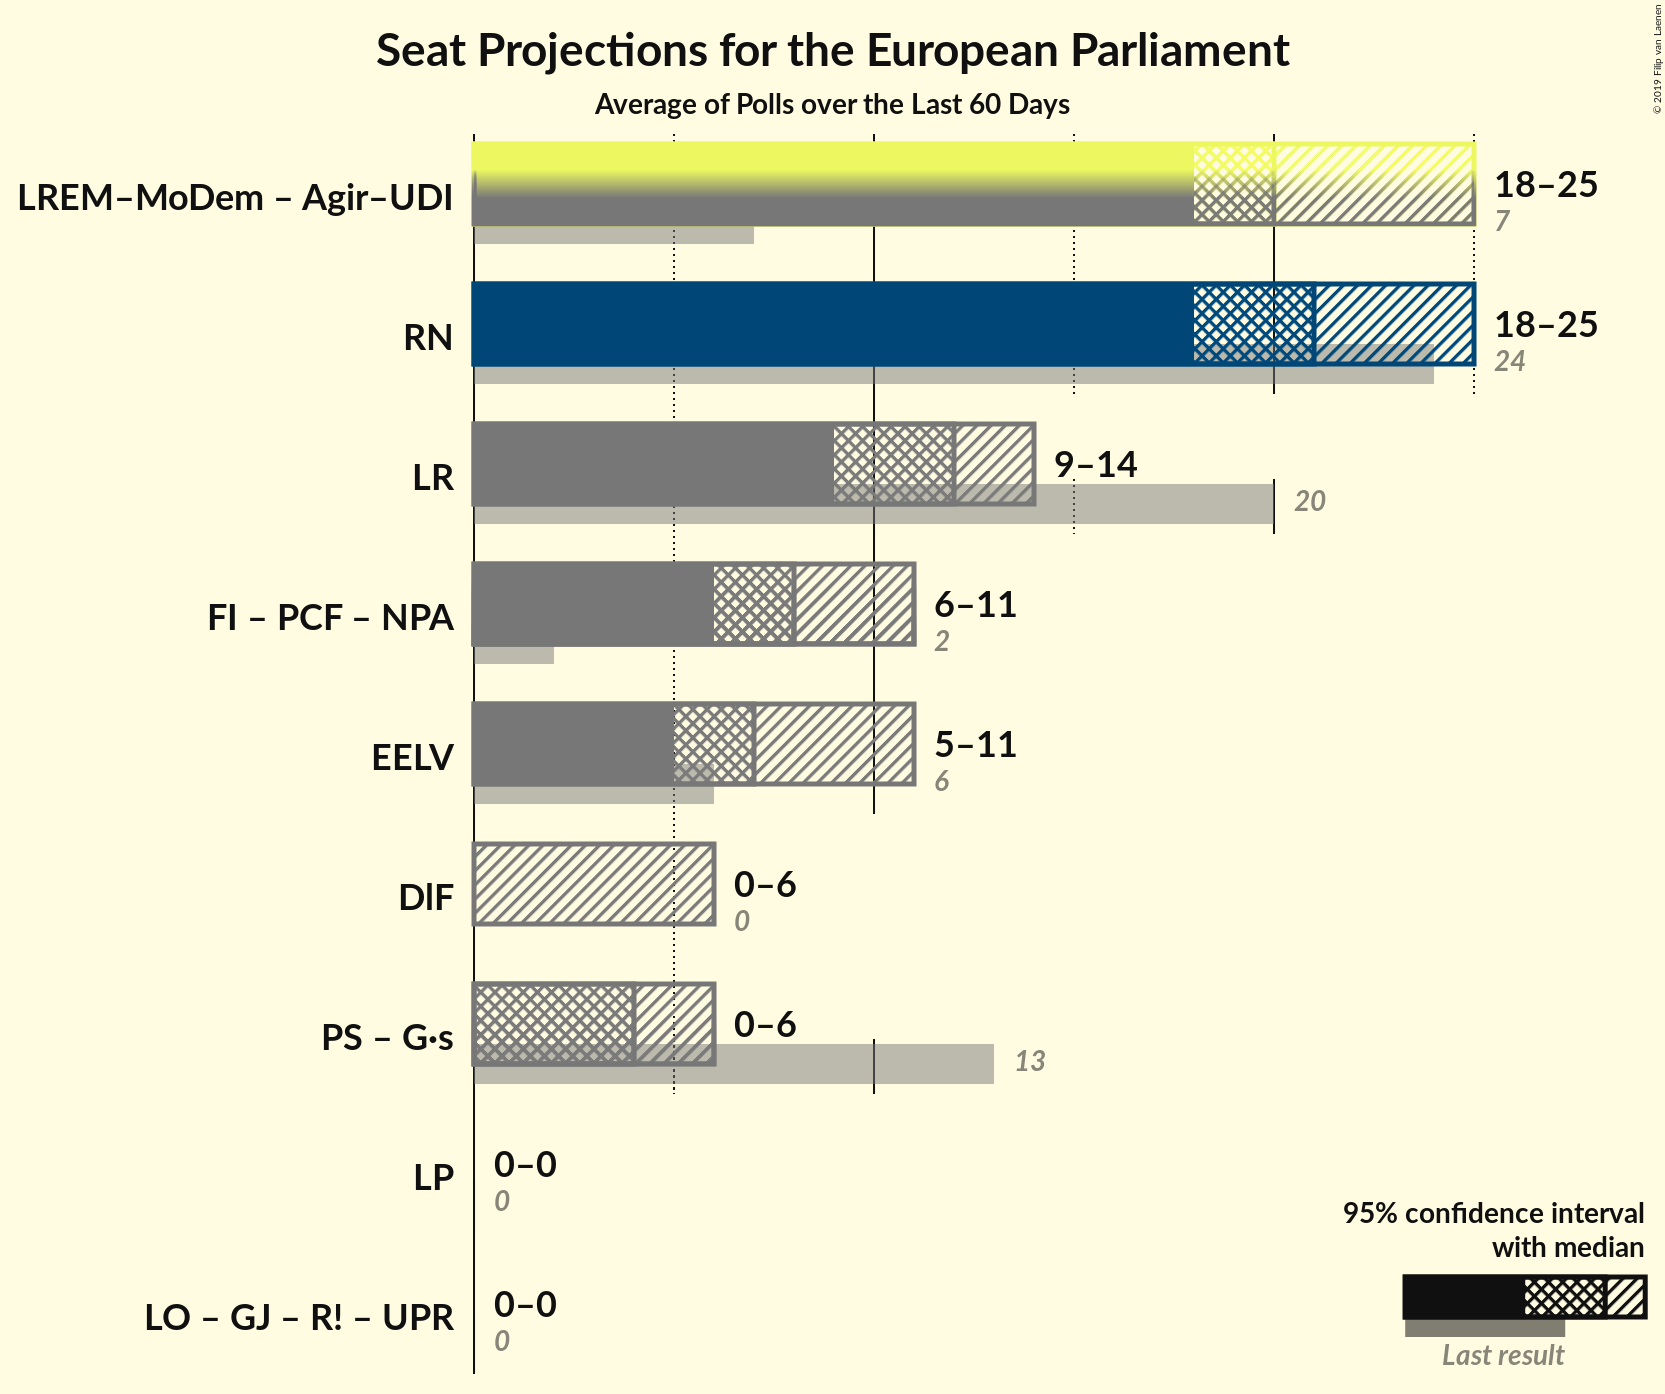 Seat Projections for the European Parliament
Average of Polls over the Last 60 Days
© 2019 Filip van Laenen
LREM–MoDem – Agir–UDI
18–25
7
RN
18–25
24
LR
9–14
20
FI – PCF – NPA
6–11
2
EELV
5–11
6
DlF
0–6
0
PS – G·s
0–6
13
LP
0–0
0
LO – GJ – R! – UPR
0–0
0
95% confidence interval
with median
Last result